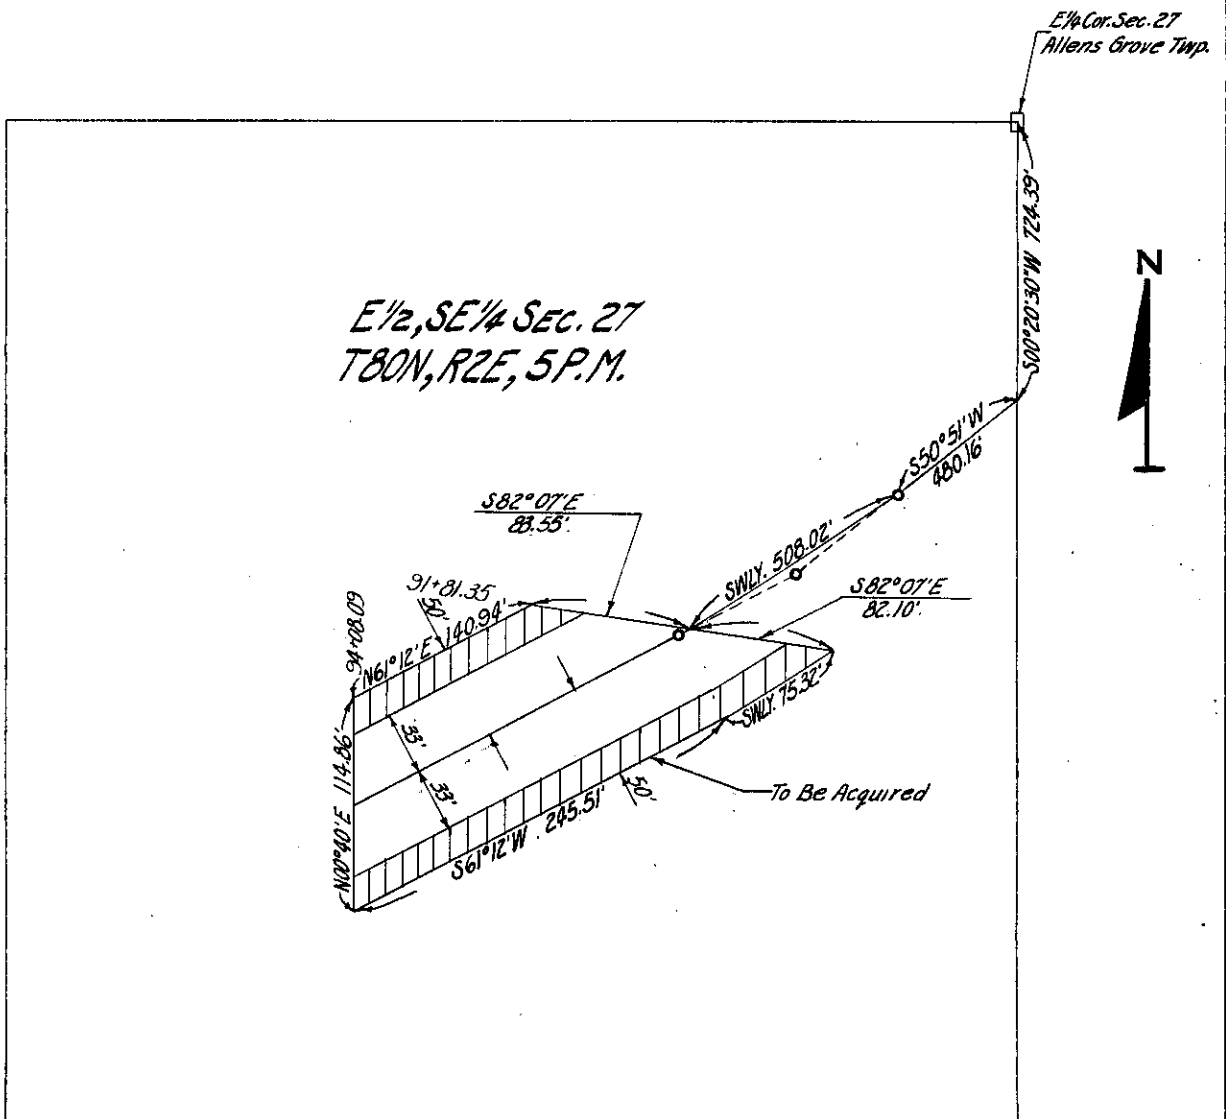 E¼Cor.Sec.27
Allens Grove Twp.
S00°20'30"W 724.39'
N
E½,SE¼ SEC. 27
T80N,R2E,5P.M.
S50°51'W
480.16'
S82°07'E
83.55'
SWLY. 508.02'
S82°07'E
82.10'
91+81.35
50'
94+08.09
N61°12'E 140.94'
N00°40'E 114.86'
33'
33'
SWLY. 75.32'
50'
To Be Acquired
S61°12'W 245.51'